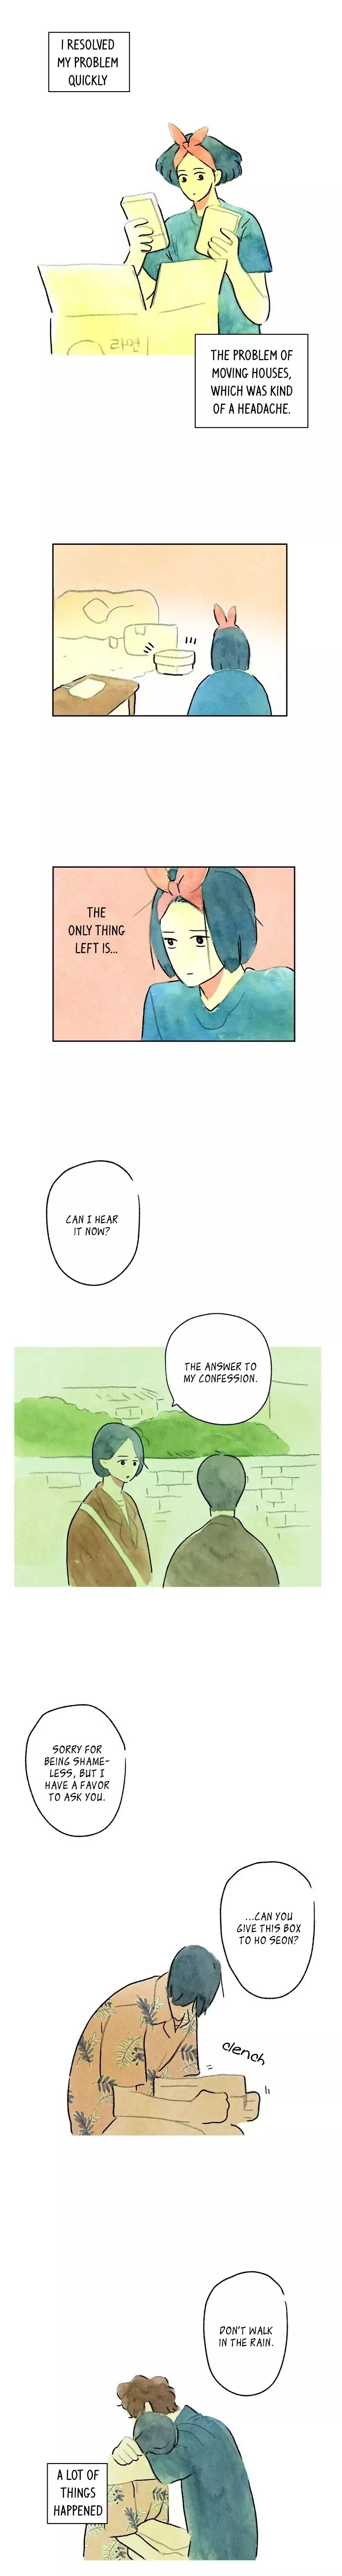 I RESOLVED
MY PROBLEM
QUICKLY
라면
THE PROBLEM OF
MOVING HOUSES,
WHICH WAS KIND
OF A HEADACHE.
THE
ONLY THING
LEFT IS...
CAN I HEAR
IT NOW?
THE ANSWER TO
MY CONFESSION.
SORRY FOR
BEING SHAME-
LESS, BUT I
HAVE A FAVOR
TO ASK YOU.
...CAN YOU
GIVE THIS BOX
TO HO SEON?
clench
DON'T WALK
IN THE RAIN.
A LOT OF
THINGS
HAPPENED